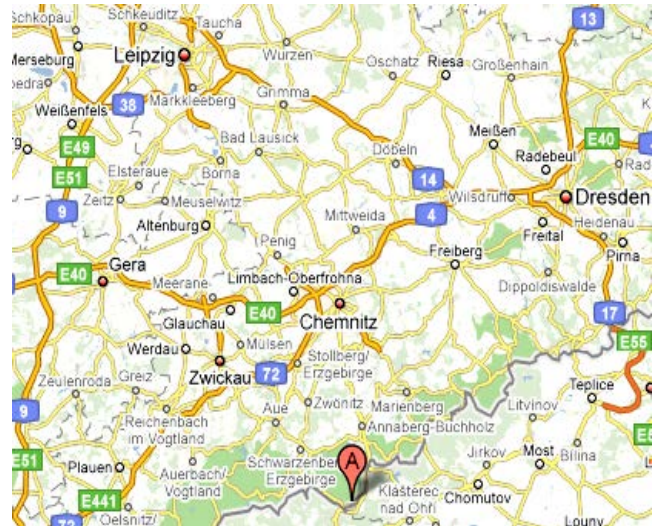 Schkopau
Schkeuditz
Taucha
13
Merseburg
Leipzig
Wurzen
Oschatz
Riesa
Großenhain
Markkleeberg
Grimma
38
Weißenfels
E49
Bad Lausick
Meißen
E40
Döbeln
Radebeul
E51
Elsteraue
Borna
14
Zeitz
Meuselwitz
Wilsdruff
Dresden
9
4
Altenburg
Mittweida
Freital
Heidenau
Pirna
Penig
Freiberg
Gera
E40
Meerane
Limbach-Oberfrohna
Dippoldiswalde
E40
Glauchau
Chemnitz
17
Werdau
Mülsen
Stollberg/
Erzgebirge
E55
Zwickau
72
Zeulenroda
Greiz
Teplice
Aue
Zwönitz
Marienberg
Litvínov
9
Reichenbach
im Vogtland
Annaberg-Buchholz
E51
Plauen
Auerbach/
Vogtland
Schwarzenber
Erzgebirge
A
Jirkov
Most
Bílina
Klášterec
nad Ohří
Chomutov
E441
Oelsnitz/
72
Louny